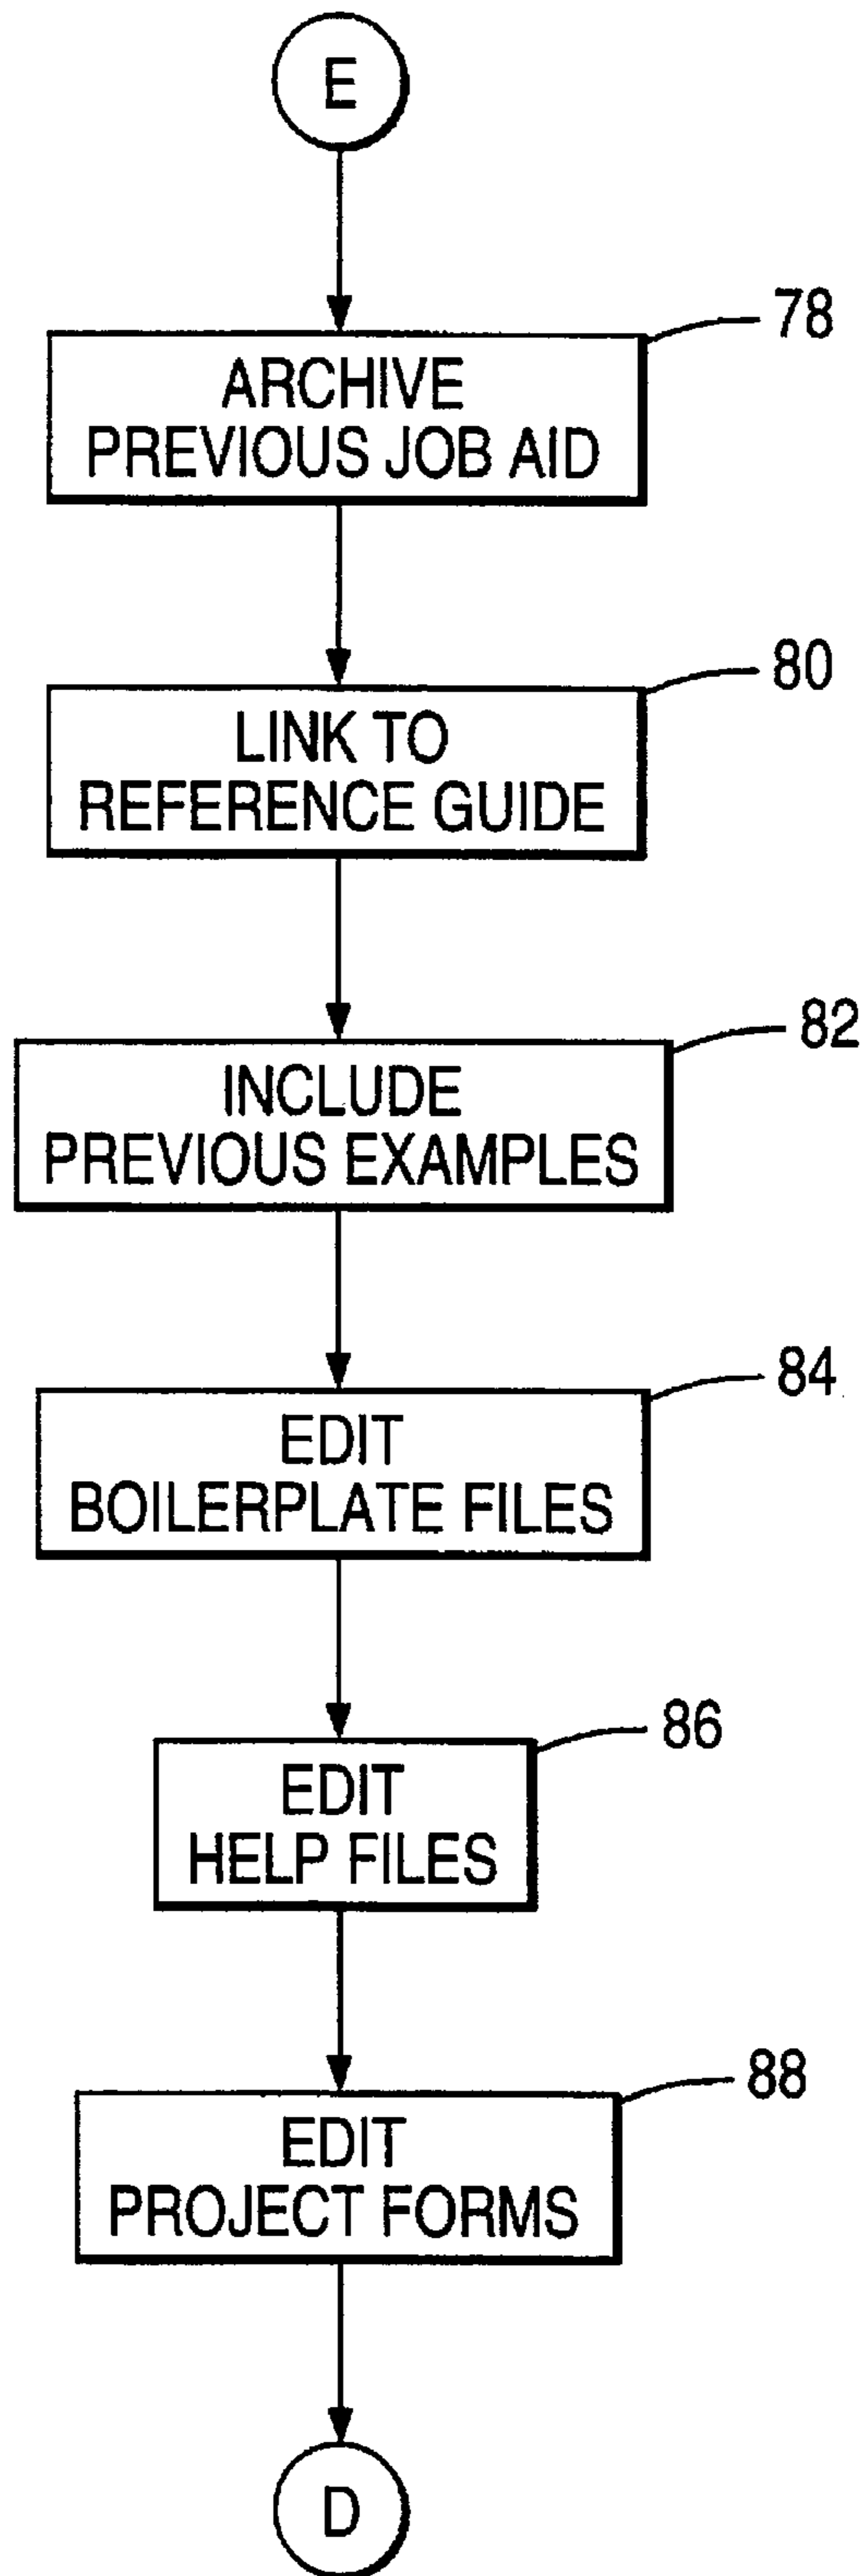 E
78
ARCHIVE
PREVIOUS JOB AID
80
LINK TO
REFERENCE GUIDE
82
INCLUDE
PREVIOUS EXAMPLES
84
EDIT
BOILERPLATE FILES
86
EDIT
HELP FILES
88
EDIT
PROJECT FORMS
D